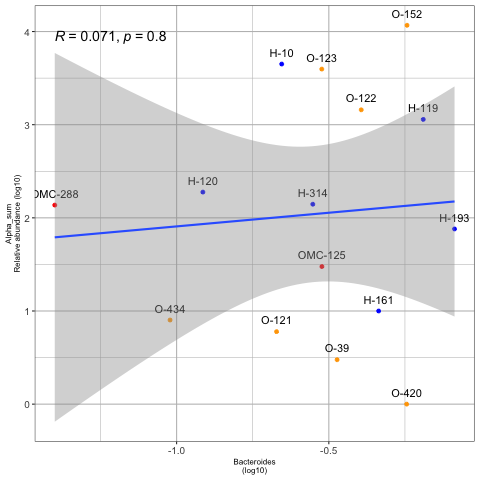 O-152
R = 0.071, p = 0.8
H-10
O-123
O-122
H-119
H-120
OMC-288
H-314
H-193
OMC-125
O-434
H-161
O-121
O-39
O-420
4
3
2
1
0
Alpha_sum
Relative abundance (log10)
-1.0
-0.5
Bacteroides
(log10)